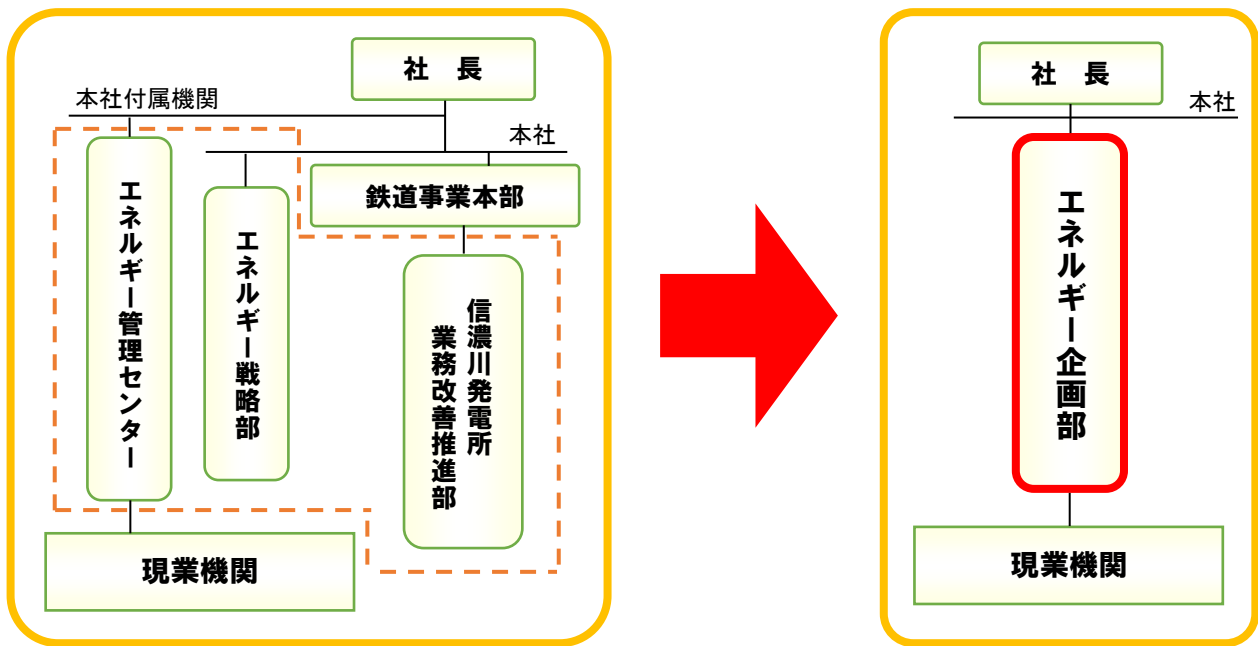 社　長
本社付属機関
本社
鉄道事業本部
エネルギー管理センター
エネルギー戦略部
信濃川発電所
業務改善推進部
現業機関
社　長
本社
エネルギー企画部
現業機関